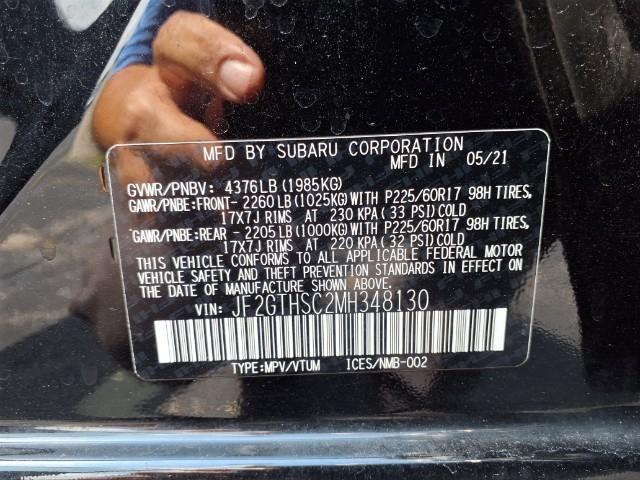 MFD BY SUBARU CORPORATION
MFD IN 05/21
GVWR/PNBV: 4376LB (1985KG)
GAWR/PNBE:FRONT- 2260LB (1025KG)WITH P225/60R17 98H TIRES,
17X7J RIMS AT 230 KPA (33 PSI)COLD
GAWR/PNBE:REAR - 2205LB (1000KG)WITH P225/60R17 98H TIRES,
17X7J RIMS AT 220 KPA (32 PSI)COLD
THIS VEHICLE CONFORMS TO ALL APPLICABLE FEDERAL MOTOR
VEHICLE SAFETY AND THEFT PREVENTION STANDARDS IN EFFECT ON
THE DATE OF MANUFACTURE SHOWN ABOVE.
VIN: JF2GTHSC2MH348130
TYPE:MPV/VTUM ICES/NMB-002